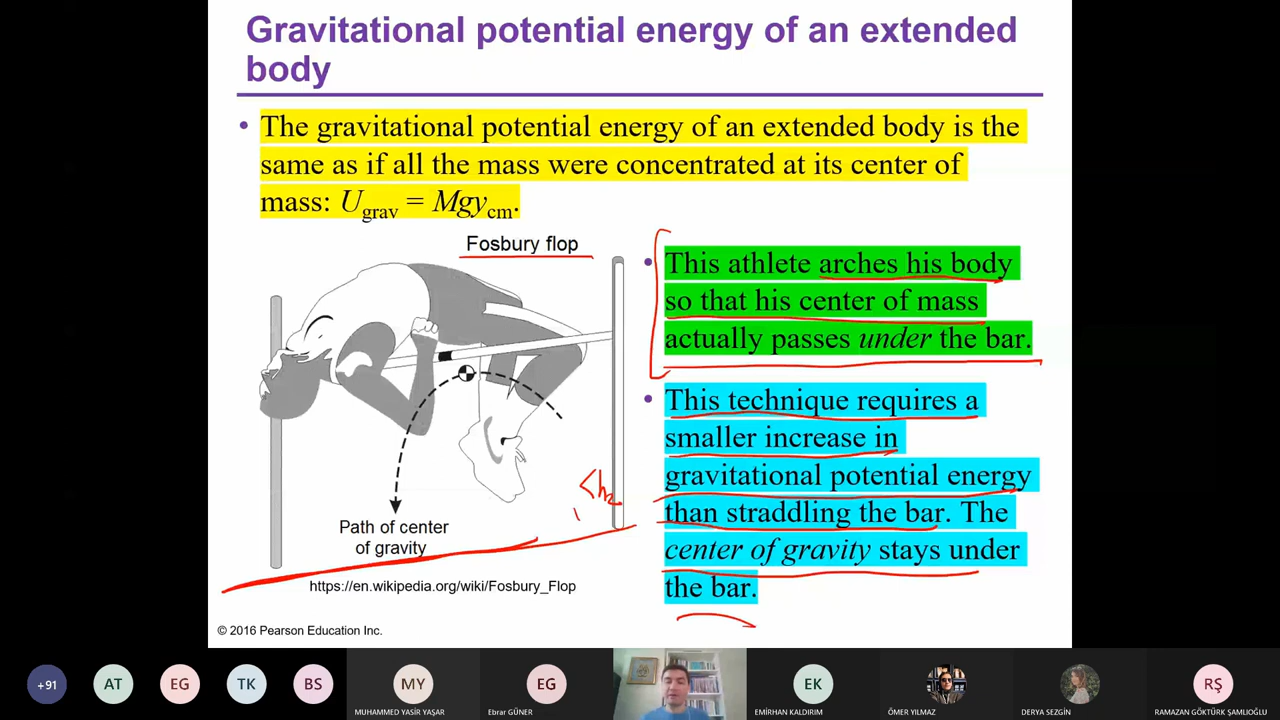 Gravitational potential energy of an extended
body
• The gravitational potential energy of an extended body is the
same as if all the mass were concentrated at its center of
mass: Ugrav = Mgycm.
Fosbury flop
Path of center
of gravity
https://en.wikipedia.org/wiki/Fosbury_Flop
• This athlete arches his body
so that his center of mass
actually passes under the bar.
• This technique requires a
smaller increase in
gravitational potential energy
than straddling the bar. The
center of gravity stays under
the bar.
© 2016 Pearson Education Inc.
+91
AT
EG
TK
BS
MY
MUHAMMED YASİR YAŞAR
EG
Ebrar GÜNER
EK
EMİRHAN KALDIRIM
ÖMER YILMAZ
DERYA SEZGİN
RŞ
RAMAZAN GÖKTÜRK ŞAMLIOĞLU